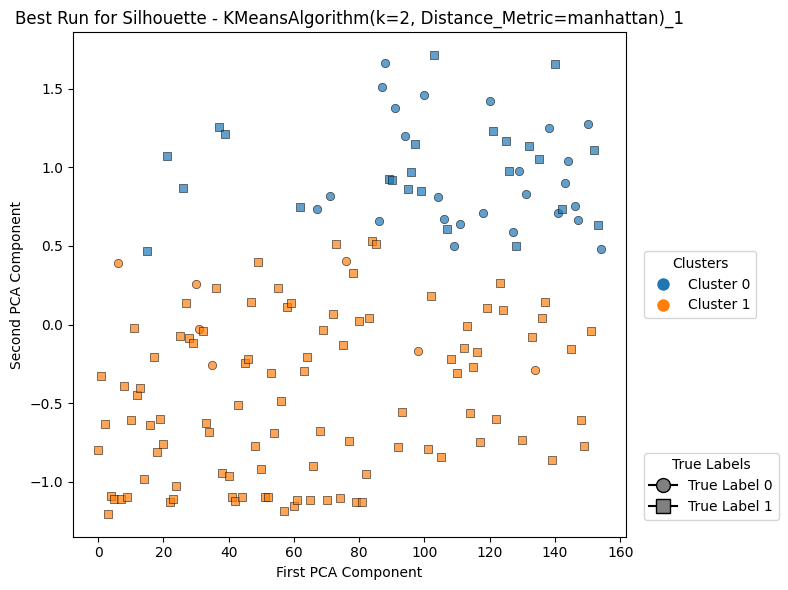 Best Run for Silhouette - KMeansAlgorithm(k=2, Distance_Metric=manhattan)_1
Second PCA Component
1.5
1.0
0.5
0.0
−0.5
−1.0
0 20 40 60 80 100 120 140 160
First PCA Component
Clusters
Cluster 0
Cluster 1
True Labels
True Label 0
True Label 1